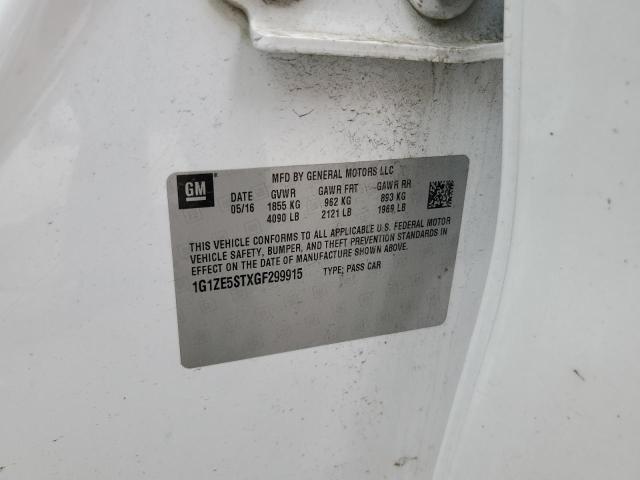 GM
MFD BY GENERAL MOTORS LLC
DATE GVWR GAWR FRT GAWR RR
05/16 1855 KG 962 KG 893 KG
4090 LB 2121 LB 1969 LB
THIS VEHICLE CONFORMS TO ALL APPLICABLE U.S. FEDERAL MOTOR
VEHICLE SAFETY, BUMPER, AND THEFT PREVENTION STANDARDS IN
EFFECT ON THE DATE OF MANUFACTURE SHOWN ABOVE.
1G1ZE5STXGF299915 TYPE: PASS CAR